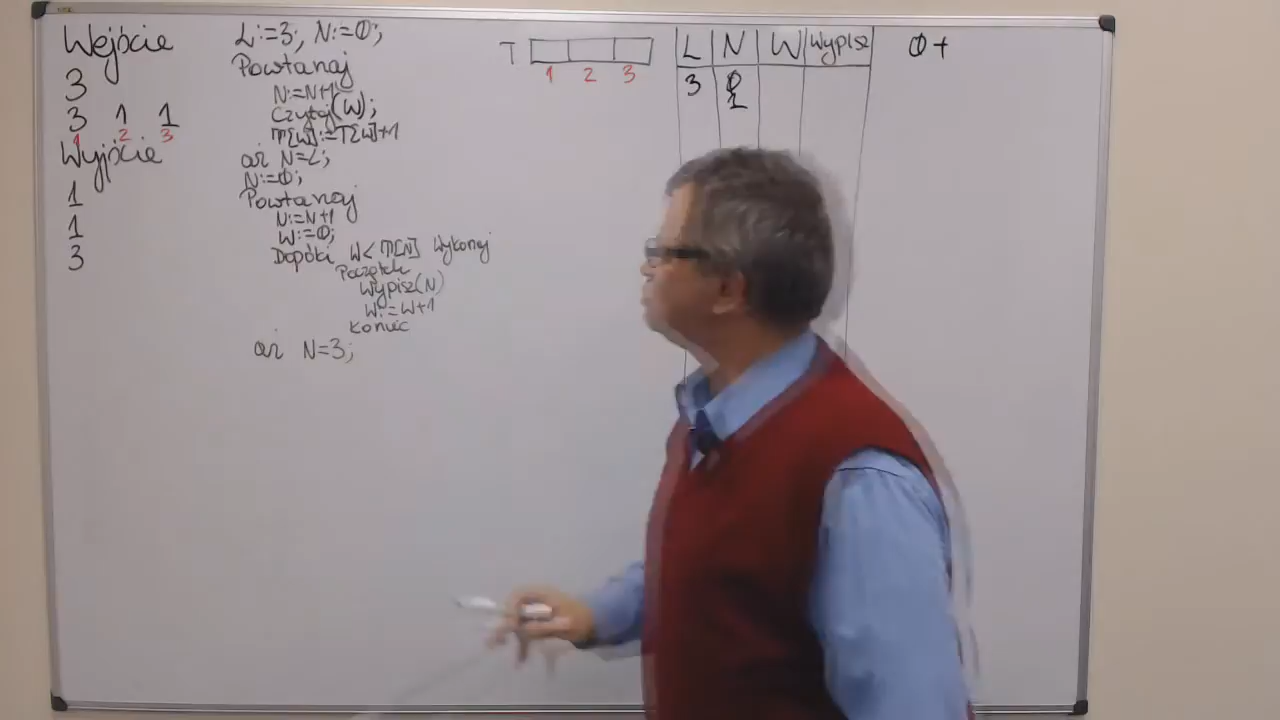 Wejście
3
3 1 1
1 2 3
Wyjście
1
1
3
L:=3; N:=0;
Powtarzaj
N:=N+1
Czytaj(W);
T[W]:=T[W]+1
aż N=L;
N:=0;
Powtarzaj
N:=N+1
W:=0;
Dopóki W<T[N] Wykonaj
Początek
Wypisz(N)
W:=W+1
Koniec
aż N=3;
T
1 2 3
L N W Wypisz
3 0
1
0+